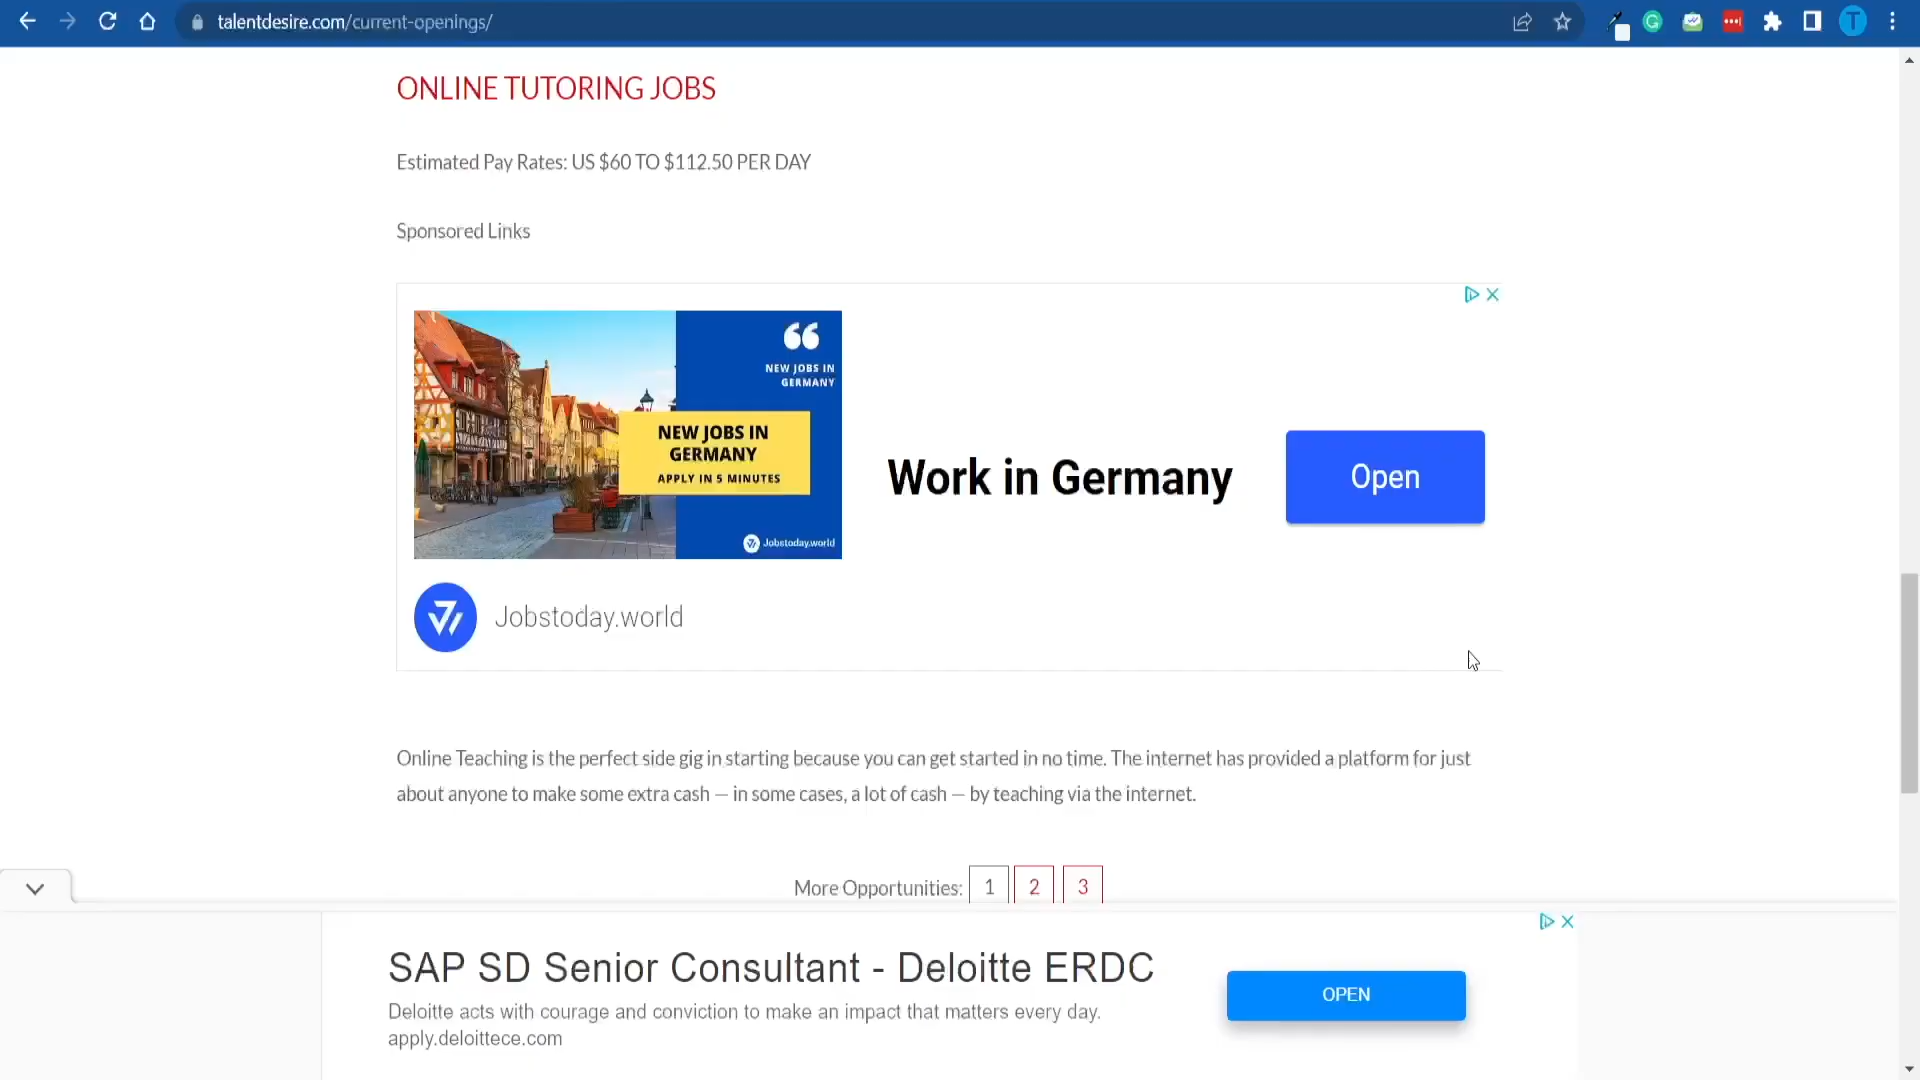 talentdesire.com/current-openings/
T
ONLINE TUTORING JOBS
Estimated Pay Rates: US $60 TO $112.50 PER DAY
Sponsored Links
NEW JOBS IN
GERMANY
NEW JOBS IN
GERMANY
APPLY IN 5 MINUTES
Jobstoday.world
Work in Germany
Open
Jobstoday.world
Online Teaching is the perfect side gig in starting because you can get started in no time. The internet has provided a platform for just
about anyone to make some extra cash — in some cases, a lot of cash — by teaching via the internet.
More Opportunities: 1 2 3
SAP SD Senior Consultant - Deloitte ERDC
Deloitte acts with courage and conviction to make an impact that matters every day.
apply.deloittece.com
OPEN